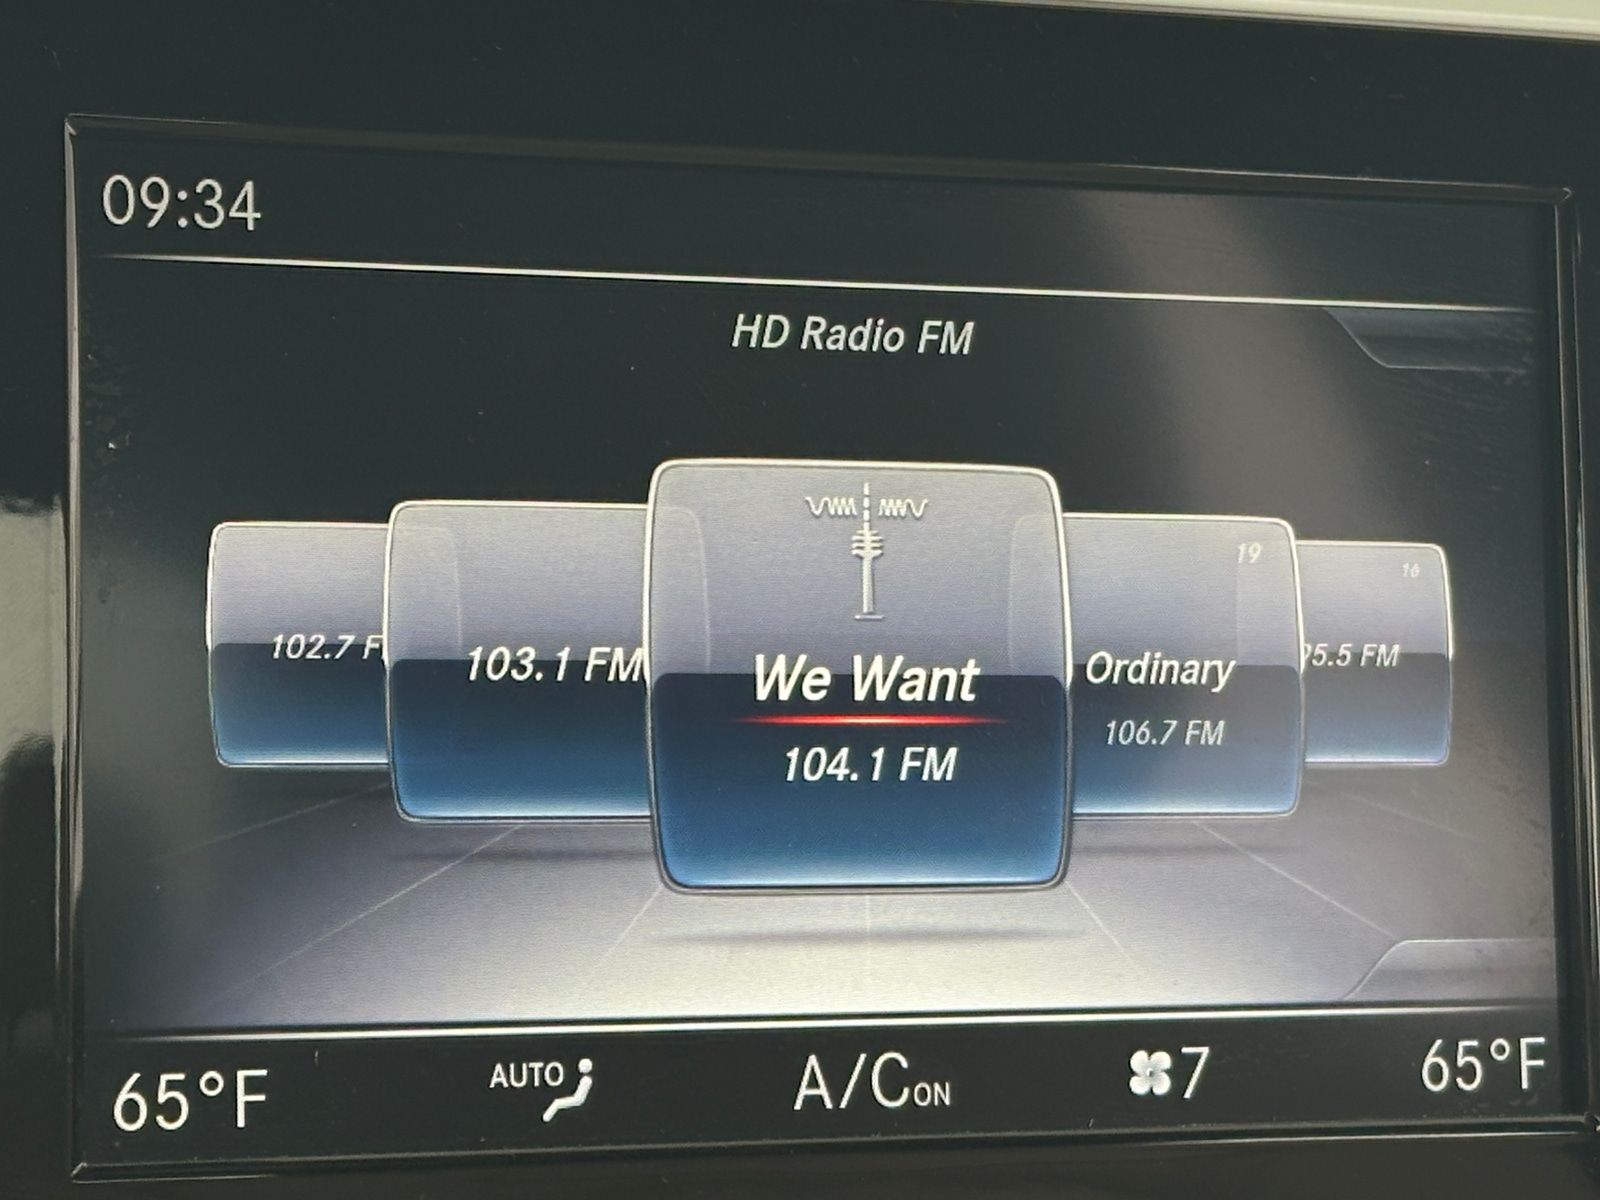 09:34
HD Radio FM
102.7 F
103.1 FM
We Want
104.1 FM
19
Ordinary
106.7 FM
16
5.5 FM
65°F
AUTO
A/C ON
7
65°F